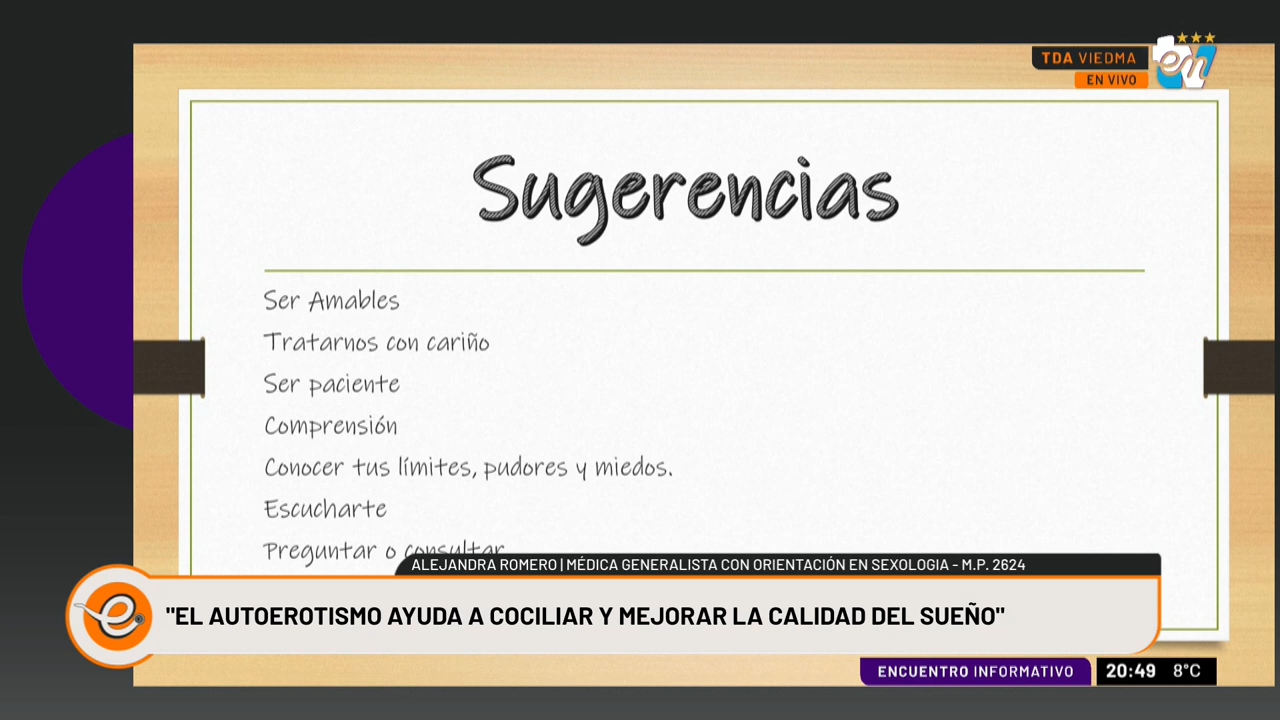 TDA VIEDMA
EN VIVO
en
Sugerencias
Ser Amables
Tratarnos con cariño
Ser paciente
Comprensión
Conocer tus límites, pudores y miedos.
Escucharte
Preguntar o consultar
ALEJANDRA ROMERO | MÉDICA GENERALISTA CON ORIENTACIÓN EN SEXOLOGIA - M.P. 2624
e
"EL AUTOEROTISMO AYUDA A COCILIAR Y MEJORAR LA CALIDAD DEL SUEÑO"
ENCUENTRO INFORMATIVO
20:49 8°C